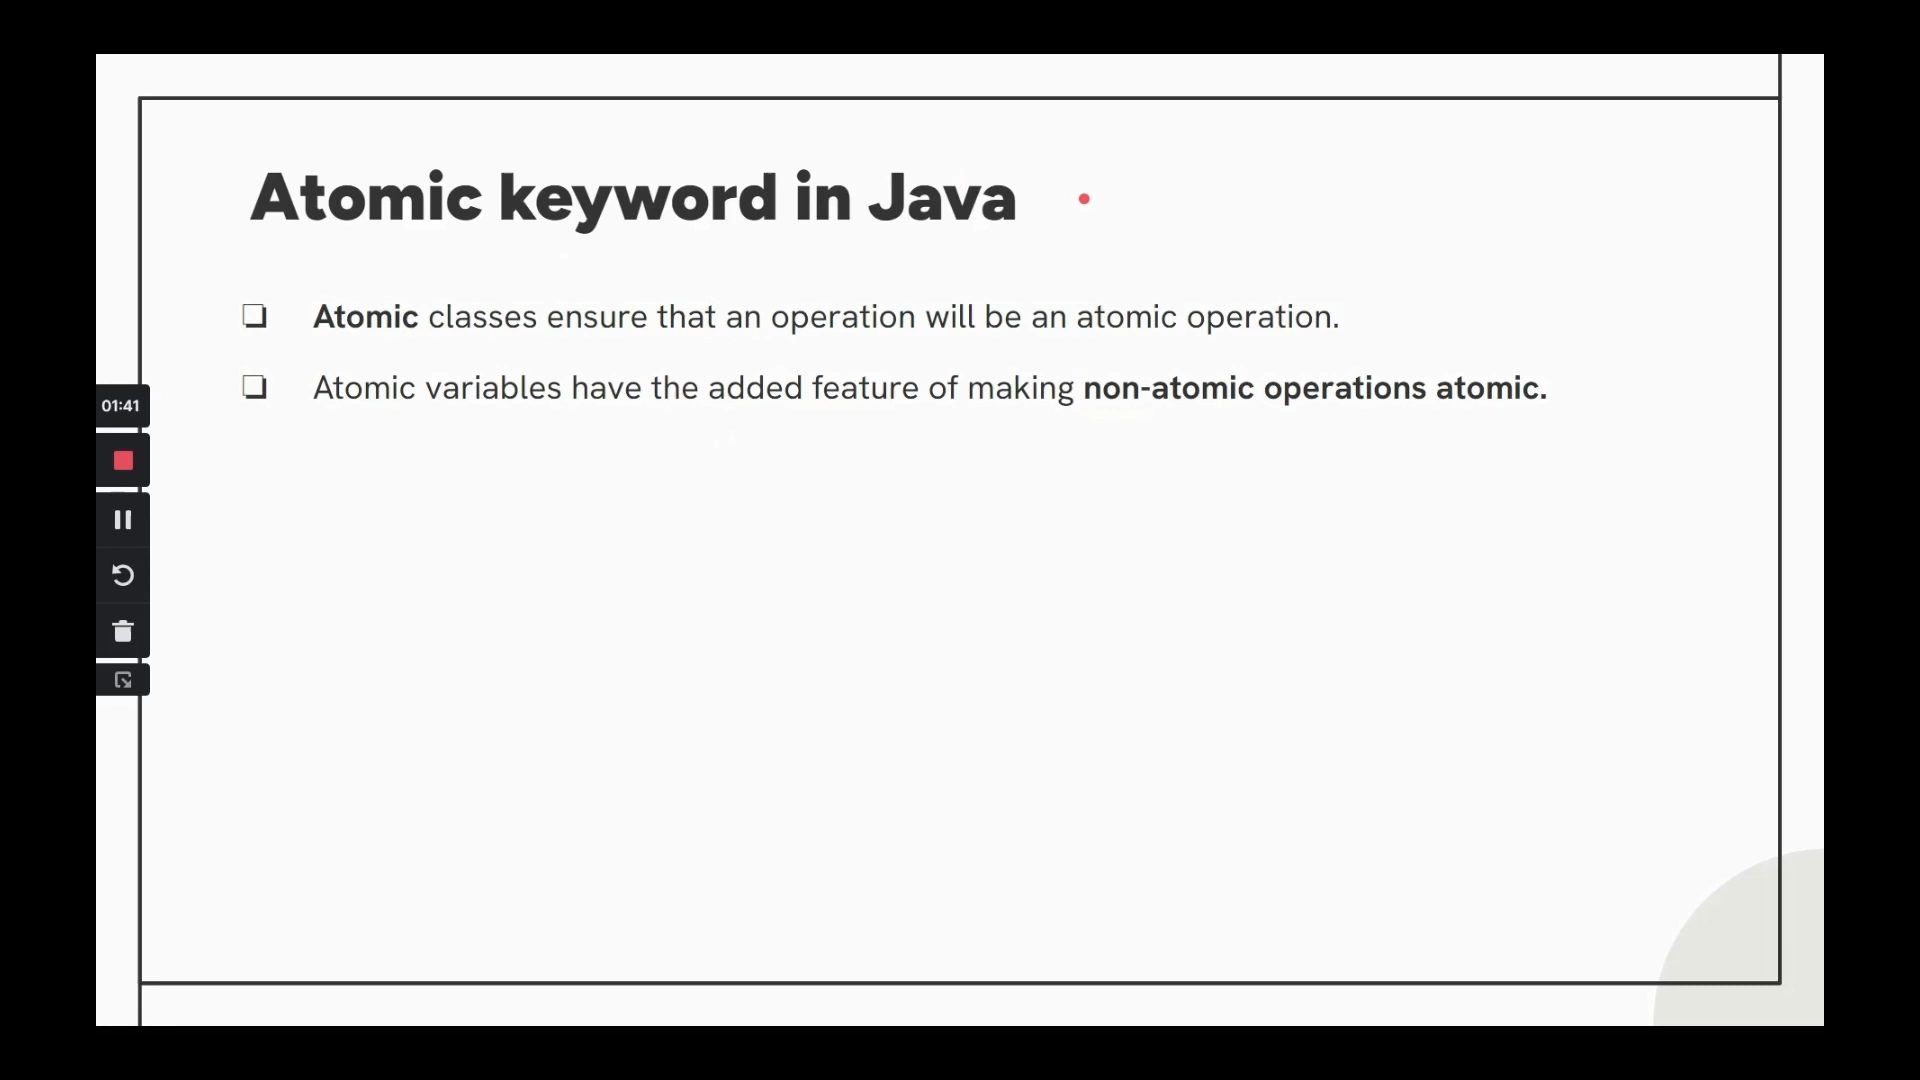 Atomic keyword in Java
Atomic classes ensure that an operation will be an atomic operation.
Atomic variables have the added feature of making non-atomic operations atomic.
01:41